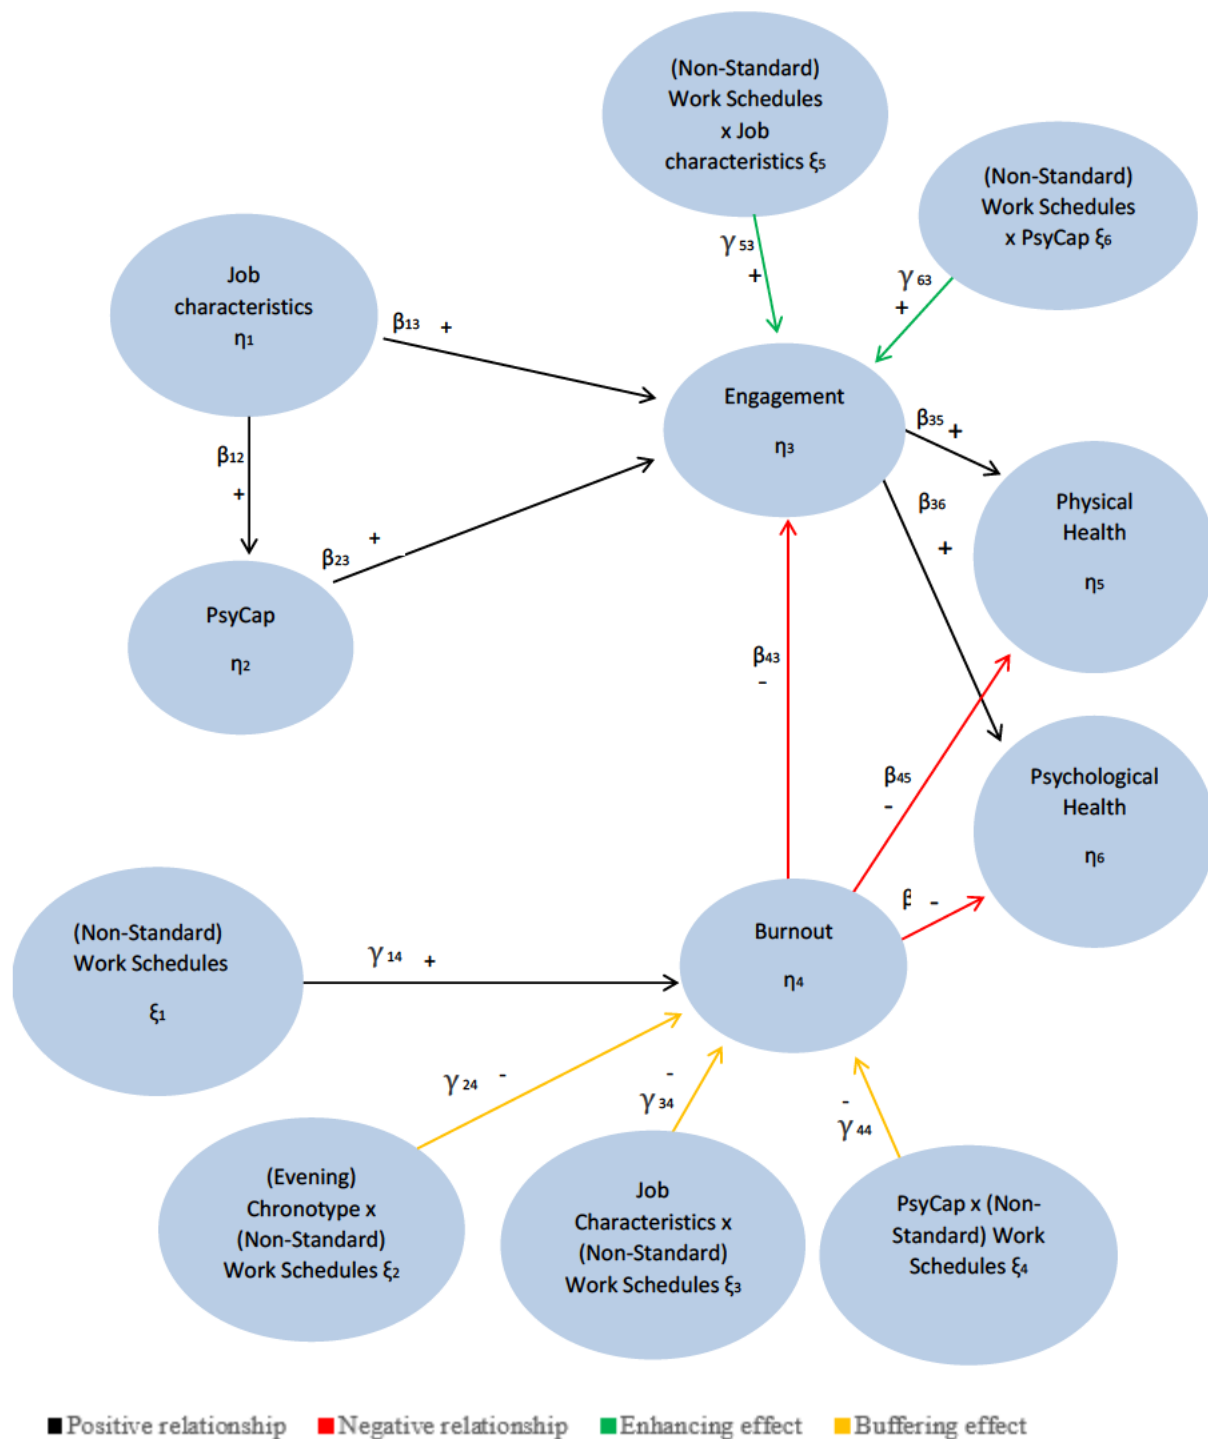 (Non-Standard)
Work Schedules
x Job
characteristics ξ5
(Non-Standard)
Work Schedules
x PsyCap ξ6
γ 53
+
γ 63
+
Job
characteristics
η1
β13 +
Engagement
η3
β35 +
β12
+
β36
+
Physical
Health
η5
β23 +
PsyCap
η2
β43
-
β45
-
Psychological
Health
η6
β -
(Non-Standard)
Work Schedules
ξ1
γ 14 +
Burnout
η4
γ 24 -
-
γ 34
-
γ 44
(Evening)
Chronotype x
(Non-Standard)
Work Schedules ξ2
Job
Characteristics x
(Non-Standard)
Work Schedules ξ3
PsyCap x (Non-
Standard) Work
Schedules ξ4
Positive relationship Negative relationship Enhancing effect Buffering effect